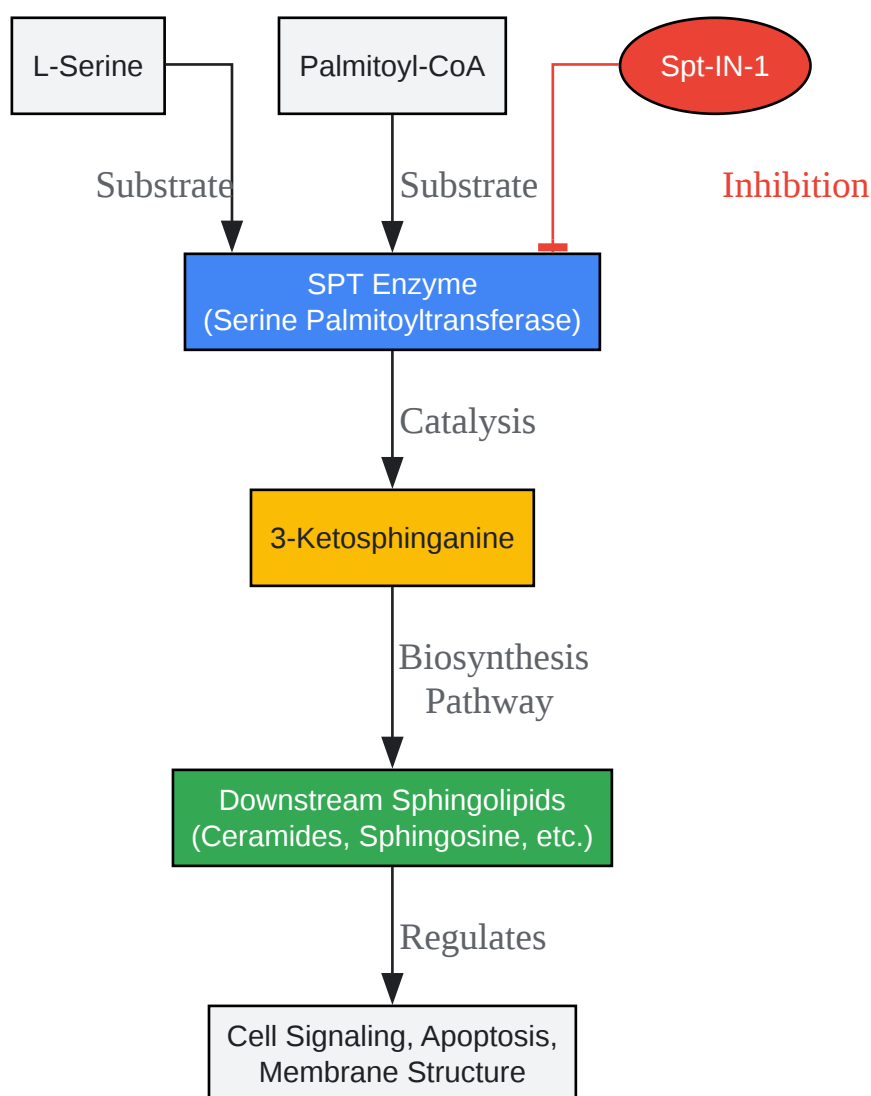 L-Serine
Palmitoyl-CoA
Spt-IN-1
Substrate
Substrate
Inhibition
SPT Enzyme
(Serine Palmitoyltransferase)
Catalysis
3-Ketosphinganine
Biosynthesis
Pathway
Downstream Sphingolipids
(Ceramides, Sphingosine, etc.)
Regulates
Cell Signaling, Apoptosis,
Membrane Structure